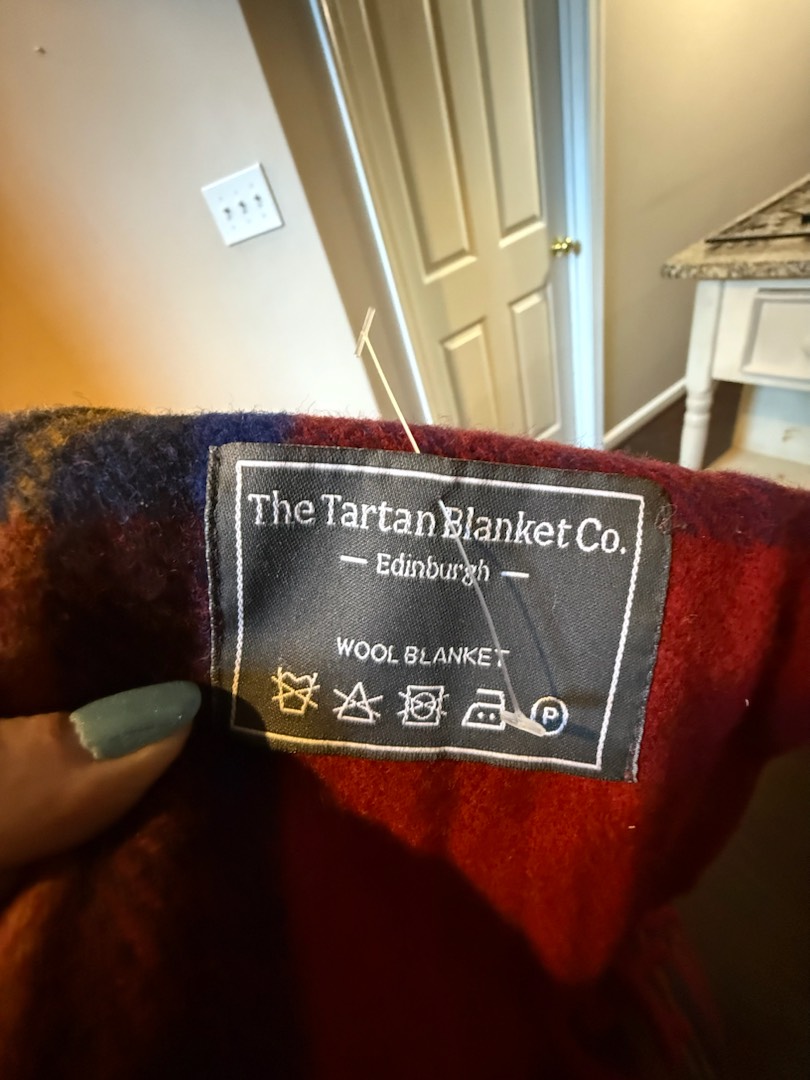 The Tartan Blanket Co.
— Edinburgh —
WOOL BLANKET
P